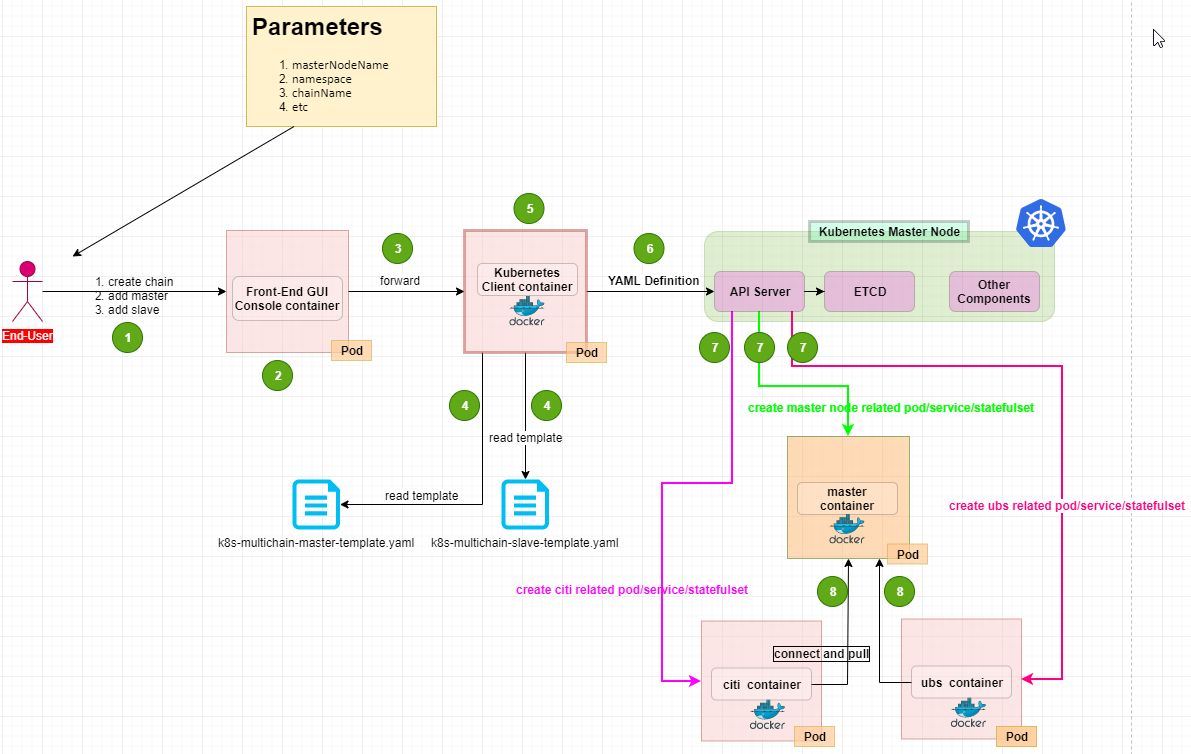 Parameters
1. masterNodeName
2. namespace
3. chainName
4. etc
5
Kubernetes Master Node
3
6
1. create chain
2. add master
3. add slave
Front-End GUI
Console container
forward
Kubernetes
Client container
docker
YAML Definition
API Server
ETCD
Other
Components
End-User
1
Pod
Pod
2
7
7
7
4
4
create master node related pod/service/statefulset
read template
read template
master
container
docker
create ubs related pod/service/statefulset
k8s-multichain-master-template.yaml
k8s-multichain-slave-template.yaml
Pod
create citi related pod/service/statefulset
8
8
connect and pull
citi container
docker
Pod
ubs container
docker
Pod